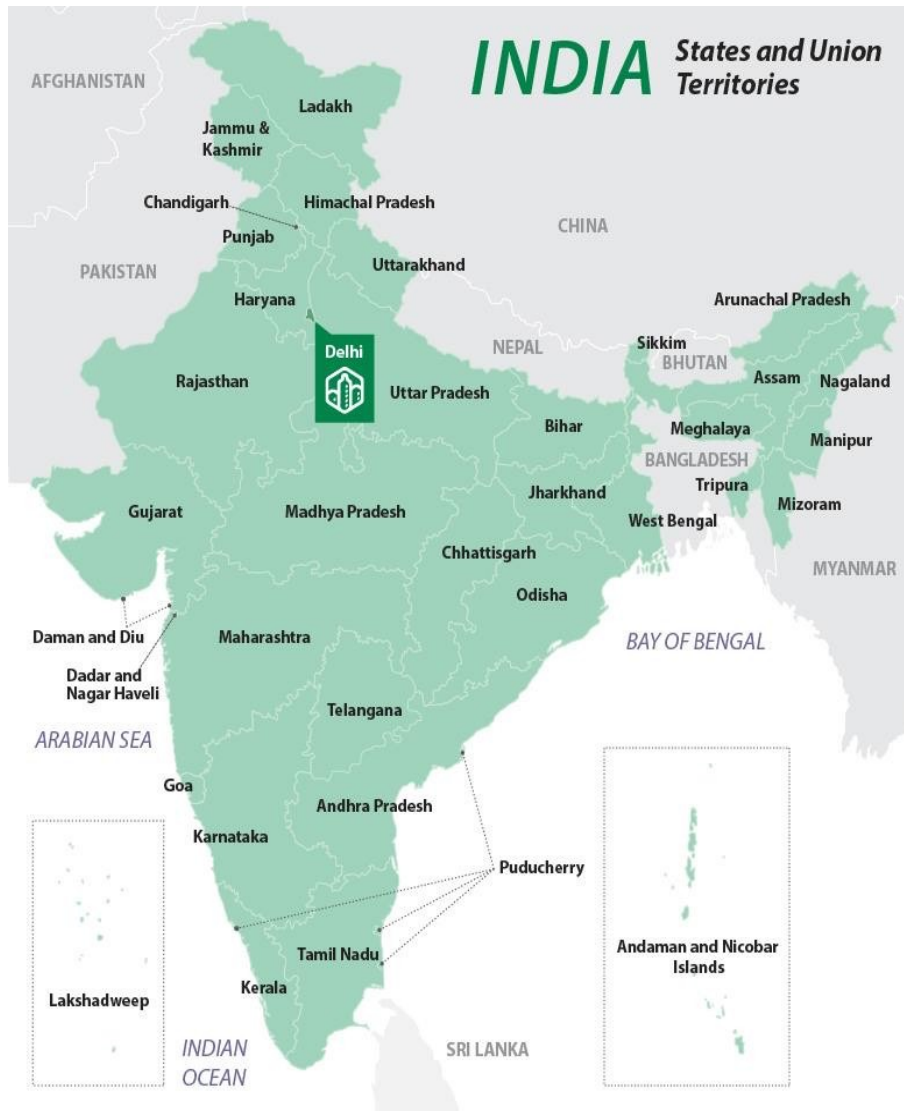 INDIA States and Union
Territories
AFGHANISTAN
Ladakh
Jammu &
Kashmir
Chandigarh
Himachal Pradesh
Punjab
CHINA
PAKISTAN
Uttarakhand
Haryana
Arunachal Pradesh
Delhi
NEPAL
Sikkim
BHUTAN
Rajasthan
Uttar Pradesh
Assam
Nagaland
Bihar
Meghalaya
Manipur
BANGLADESH
Gujarat
Madhya Pradesh
Jharkhand
Tripura
Mizoram
West Bengal
Chhattisgarh
MYANMAR
Odisha
Daman and Diu
Maharashtra
BAY OF BENGAL
Dadar and
Nagar Haveli
Telangana
ARABIAN SEA
Goa
Andhra Pradesh
Karnataka
Puducherry
Tamil Nadu
Andaman and Nicobar
Islands
Kerala
Lakshadweep
INDIAN
OCEAN
SRI LANKA